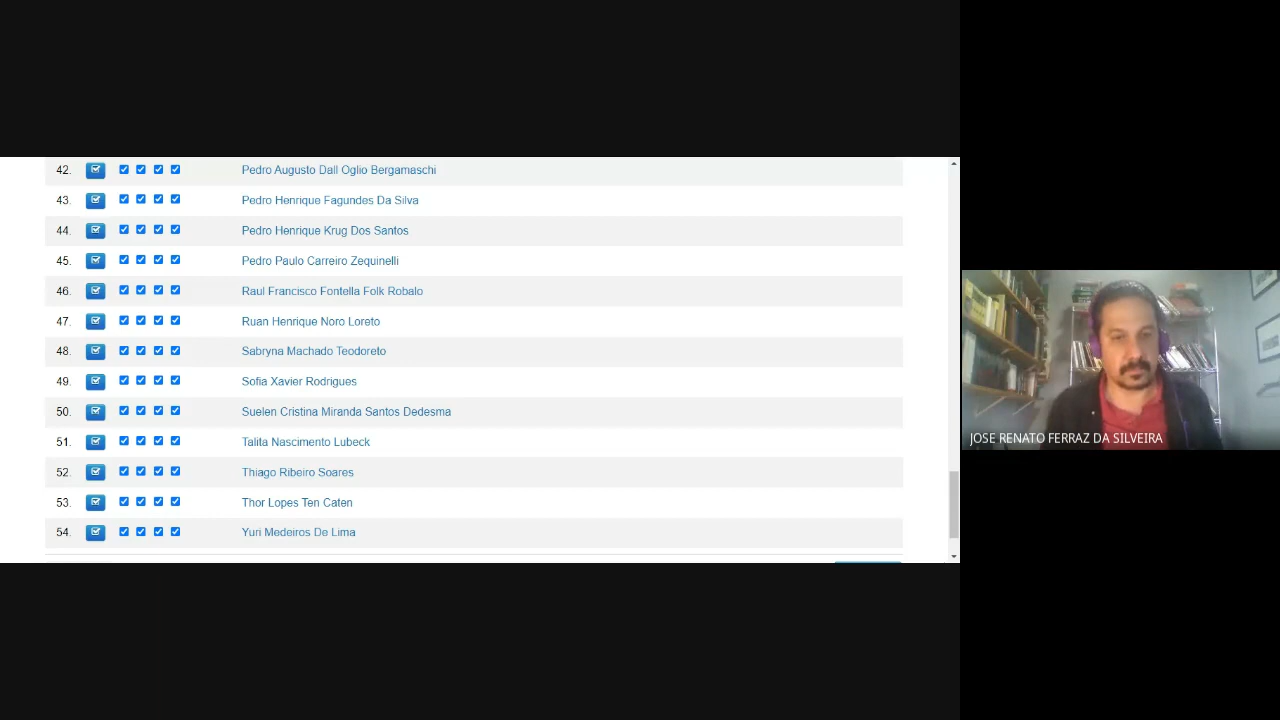 42. Pedro Augusto Dall Oglio Bergamaschi
43. Pedro Henrique Fagundes Da Silva
44. Pedro Henrique Krug Dos Santos
45. Pedro Paulo Carreiro Zequinelli
46. Raul Francisco Fontella Folk Robalo
47. Ruan Henrique Noro Loreto
48. Sabryna Machado Teodoreto
49. Sofia Xavier Rodrigues
50. Suelen Cristina Miranda Santos Dedesma
51. Talita Nascimento Lubeck
52. Thiago Ribeiro Soares
53. Thor Lopes Ten Caten
54. Yuri Medeiros De Lima
JOSE RENATO FERRAZ DA SILVEIRA